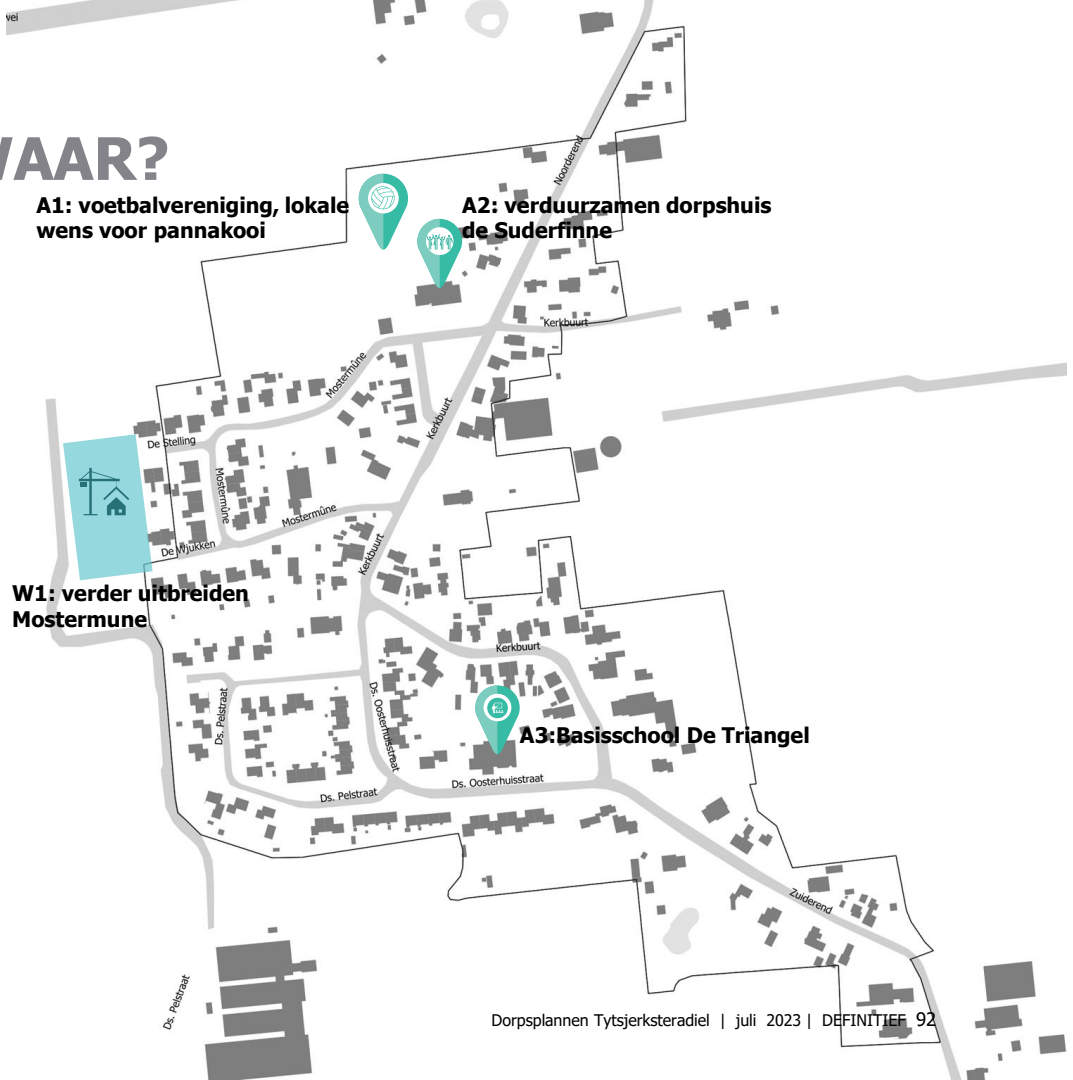 wei
WAAR?
A1: voetbalvereniging, lokale
wens voor pannakooi
A2: verduurzamen dorpshuis
de Suderfinne
Noorderend
Kerkbuurt
Mostermûne
Kerkbuurt
De Stelling
Mostermûne
Mostermûne
De Wjukken
Kerkbuurt
W1: verder uitbreiden
Mostermune
Kerkbuurt
Ds. Pelstraat
Ds. Oosterhuisstraat
A3:Basisschool De Triangel
Ds. Oosterhuisstraat
Ds. Pelstraat
Zuiderend
Ds. Pelstraat
Dorpsplannen Tytsjerksteradiel | juli 2023 | DEFINITIEF 92